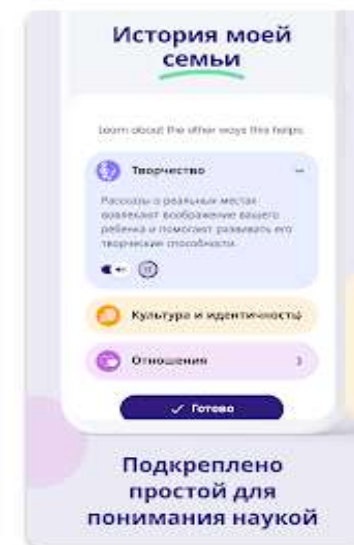 История моей
семьи
Learn about the other ways this helps.
Творчество
Рассказы о реальных местах
вовлекают воображение вашего
ребенка и помогают развивать его
творческие способности.
Культура и идентичность
Отношения
Готово
Подкреплено
простой для
понимания наукой